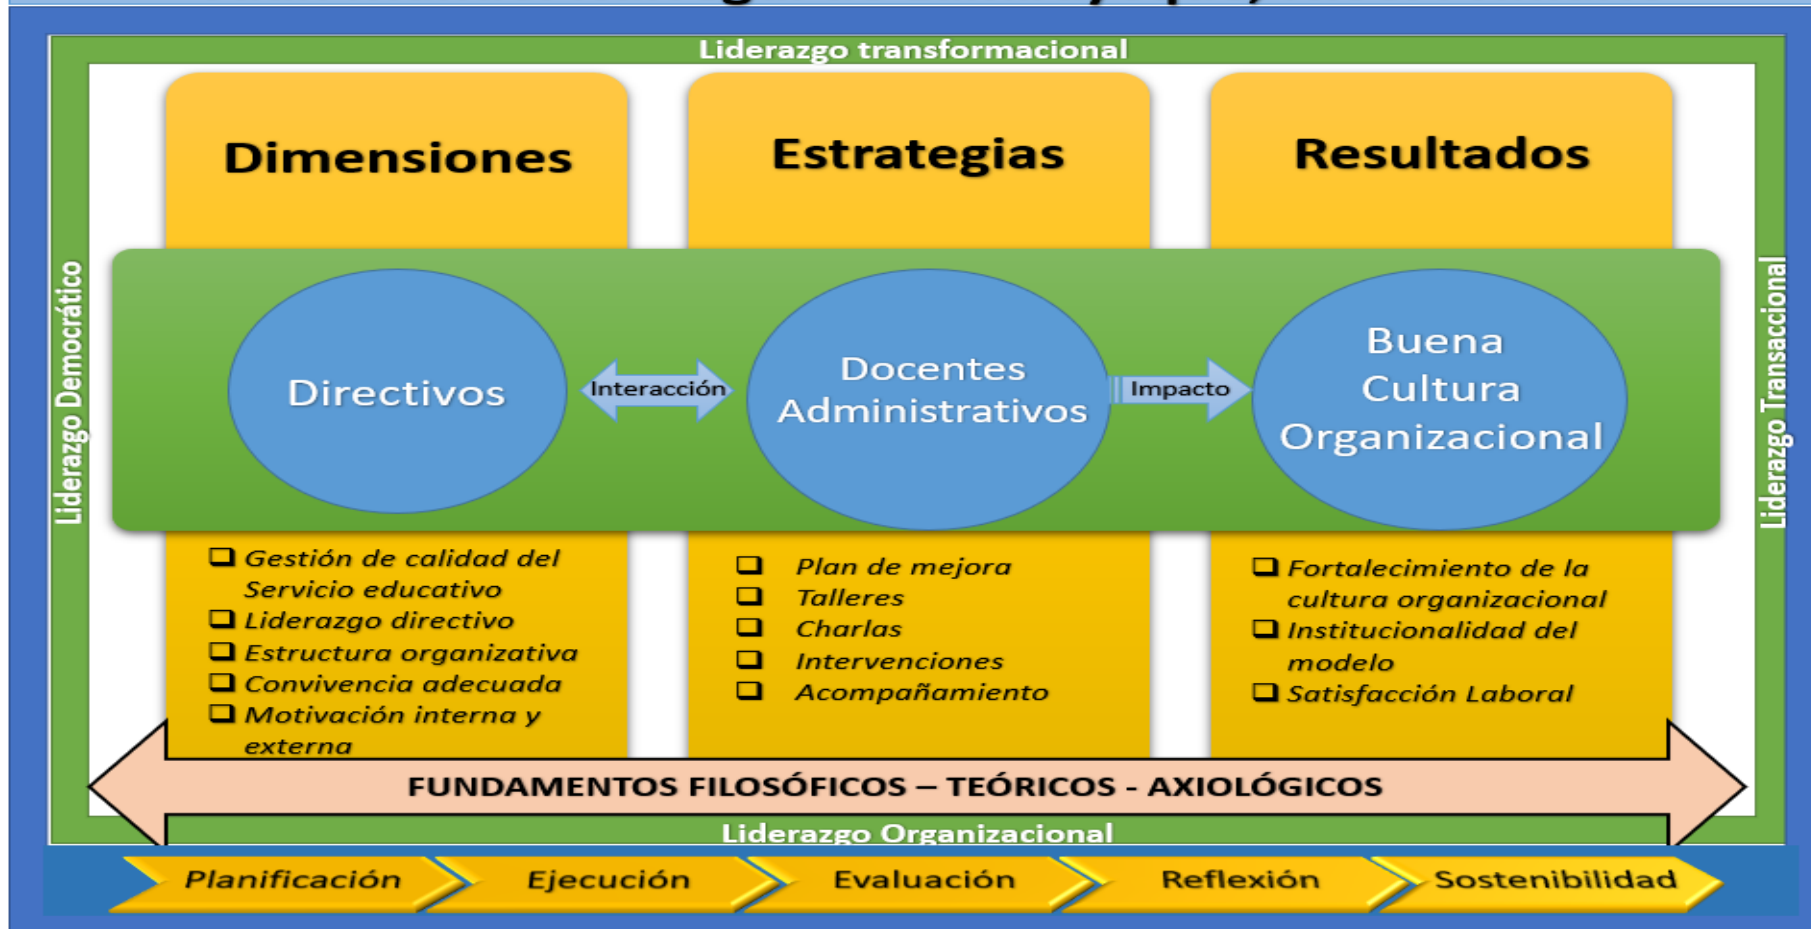 Liderazgo transformacional
Liderazgo Democrático
Liderazgo Transaccional
Dimensiones
Estrategias
Resultados
Directivos
Interacción
Docentes
Administrativos
Impacto
Buena
Cultura
Organizacional
❑ Gestión de calidad del
Servicio educativo
❑ Liderazgo directivo
❑ Estructura organizativa
❑ Convivencia adecuada
❑ Motivación interna y
externa
❑ Plan de mejora
❑ Talleres
❑ Charlas
❑ Intervenciones
❑ Acompañamiento
❑ Fortalecimiento de la
cultura organizacional
❑ Institucionalidad del
modelo
❑ Satisfacción Laboral
FUNDAMENTOS FILOSÓFICOS – TEÓRICOS - AXIOLÓGICOS
Liderazgo Organizacional
Planificación
Ejecución
Evaluación
Reflexión
Sostenibilidad